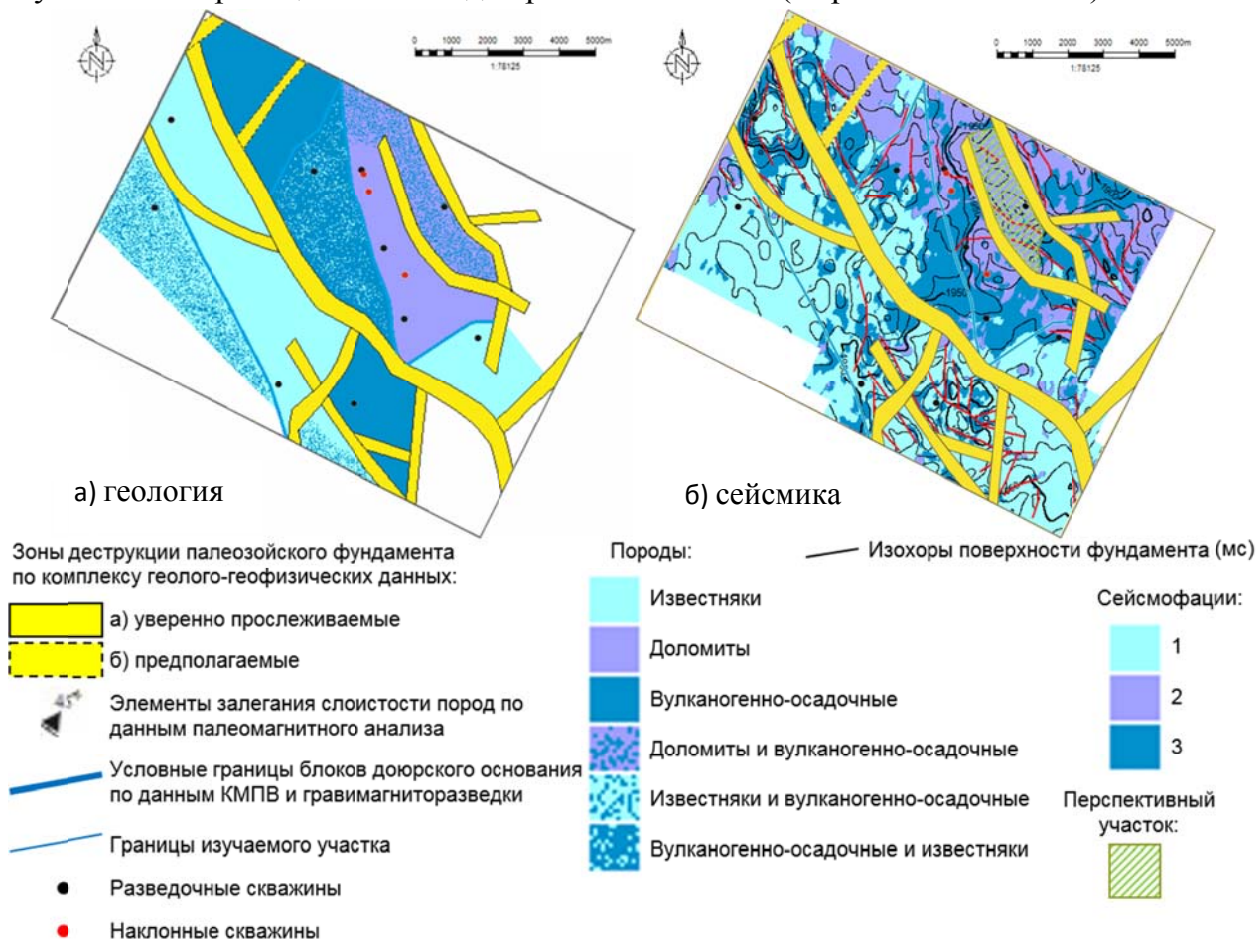 0 1000 2000 3000 4000 5000m
1:78125
N
0 1000 2000 3000 4000 5000m
1:78125
N
1950
1900
1950
а) геология
б) сейсмика
Зоны деструкции палеозойского фундамента
по комплексу геолого-геофизических данных:
а) уверенно прослеживаемые
б) предполагаемые
45°
Элементы залегания слоистости пород по
данным палеомагнитного анализа
Условные границы блоков доюрского основания
по данным КМПВ и гравимагниторазведки
Границы изучаемого участка
Разведочные скважины
Наклонные скважины
Породы:
Известняки
Доломиты
Вулканогенно-осадочные
Доломиты и вулканогенно-осадочные
Известняки и вулканогенно-осадочные
Вулканогенно-осадочные и известняки
Изохоры поверхности фундамента (мс)
Сейсмофации:
1
2
3
Перспективный
участок: